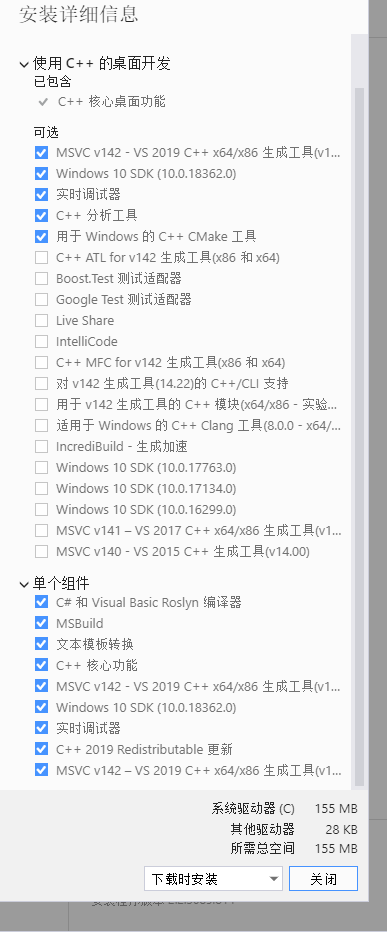 安装详细信息
使用 C++ 的桌面开发
已包含
C++ 核心桌面功能
可选
MSVC v142 - VS 2019 C++ x64/x86 生成工具(v1...
Windows 10 SDK (10.0.18362.0)
实时调试器
C++ 分析工具
用于 Windows 的 C++ CMake 工具
C++ ATL for v142 生成工具(x86 和 x64)
Boost.Test 测试适配器
Google Test 测试适配器
Live Share
IntelliCode
C++ MFC for v142 生成工具(x86 和 x64)
对 v142 生成工具(14.22)的 C++/CLI 支持
用于 v142 生成工具的 C++ 模块(x64/x86 - 实验...
适用于 Windows 的 C++ Clang 工具(8.0.0 - x64/...
IncrediBuild - 生成加速
Windows 10 SDK (10.0.17763.0)
Windows 10 SDK (10.0.17134.0)
Windows 10 SDK (10.0.16299.0)
MSVC v141 – VS 2017 C++ x64/x86 生成工具(v1...
MSVC v140 - VS 2015 C++ 生成工具(v14.00)
单个组件
C# 和 Visual Basic Roslyn 编译器
MSBuild
文本模板转换
C++ 核心功能
MSVC v142 - VS 2019 C++ x64/x86 生成工具(v1...
Windows 10 SDK (10.0.18362.0)
实时调试器
C++ 2019 Redistributable 更新
MSVC v142 – VS 2019 C++ x64/x86 生成工具(v1...
系统驱动器 (C) 155 MB
其他驱动器 28 KB
所需总空间 155 MB
下载时安装
关闭